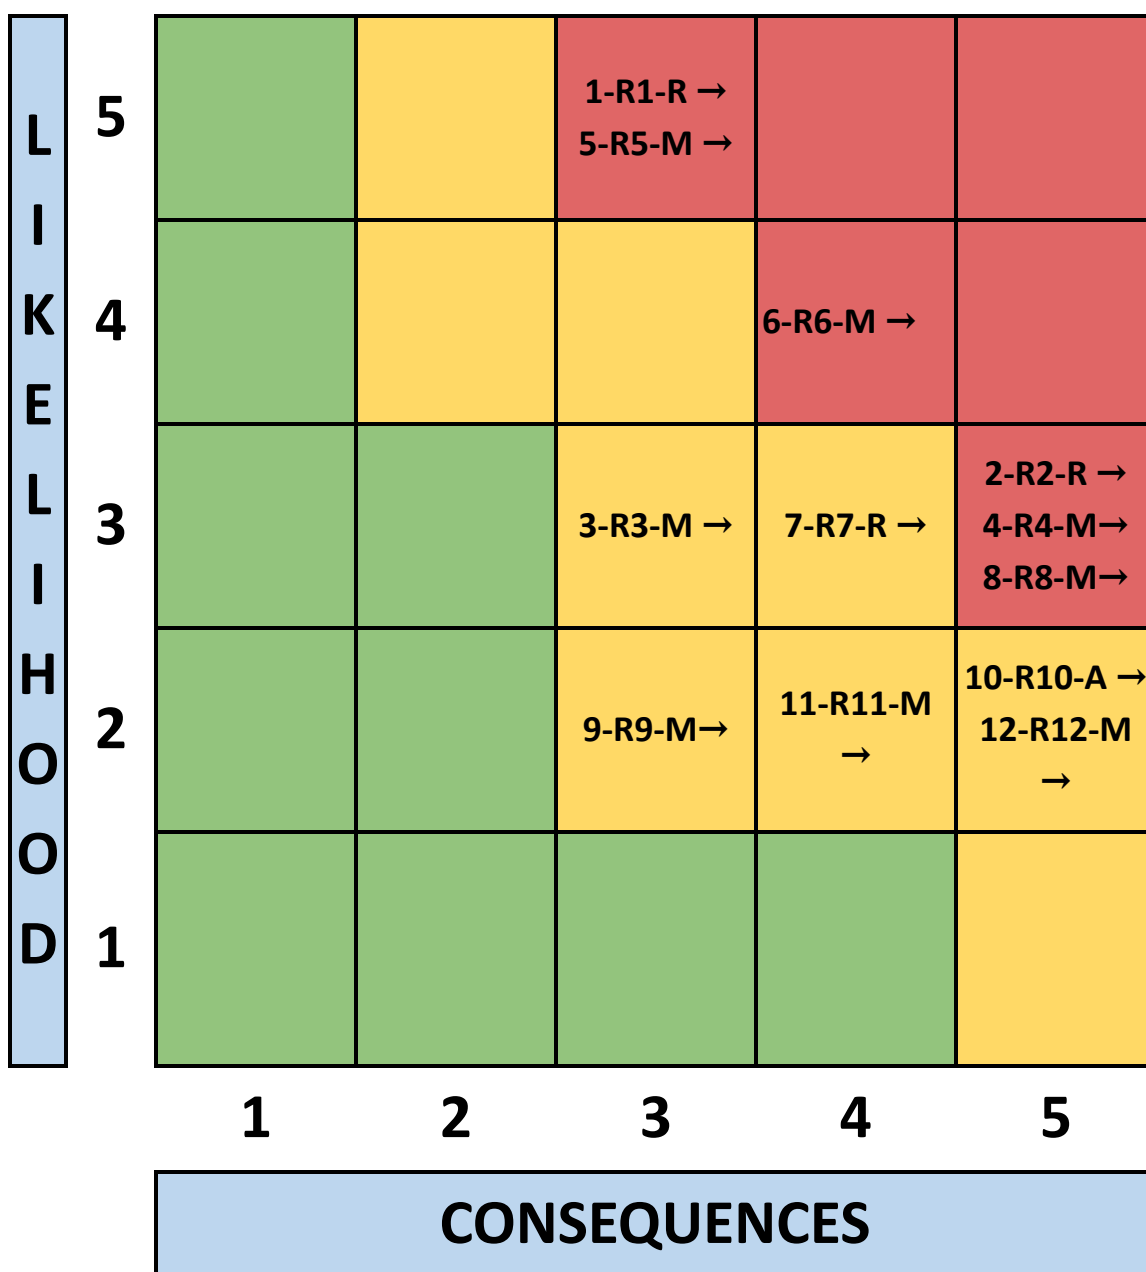 LIKELIHOOD
5
1-R1-R →
5-R5-M →
4
6-R6-M →
3
3-R3-M →
7-R7-R →
2-R2-R →
4-R4-M→
8-R8-M→
2
9-R9-M→
11-R11-M
→
10-R10-A →
12-R12-M
→
1
1 2 3 4 5
CONSEQUENCES